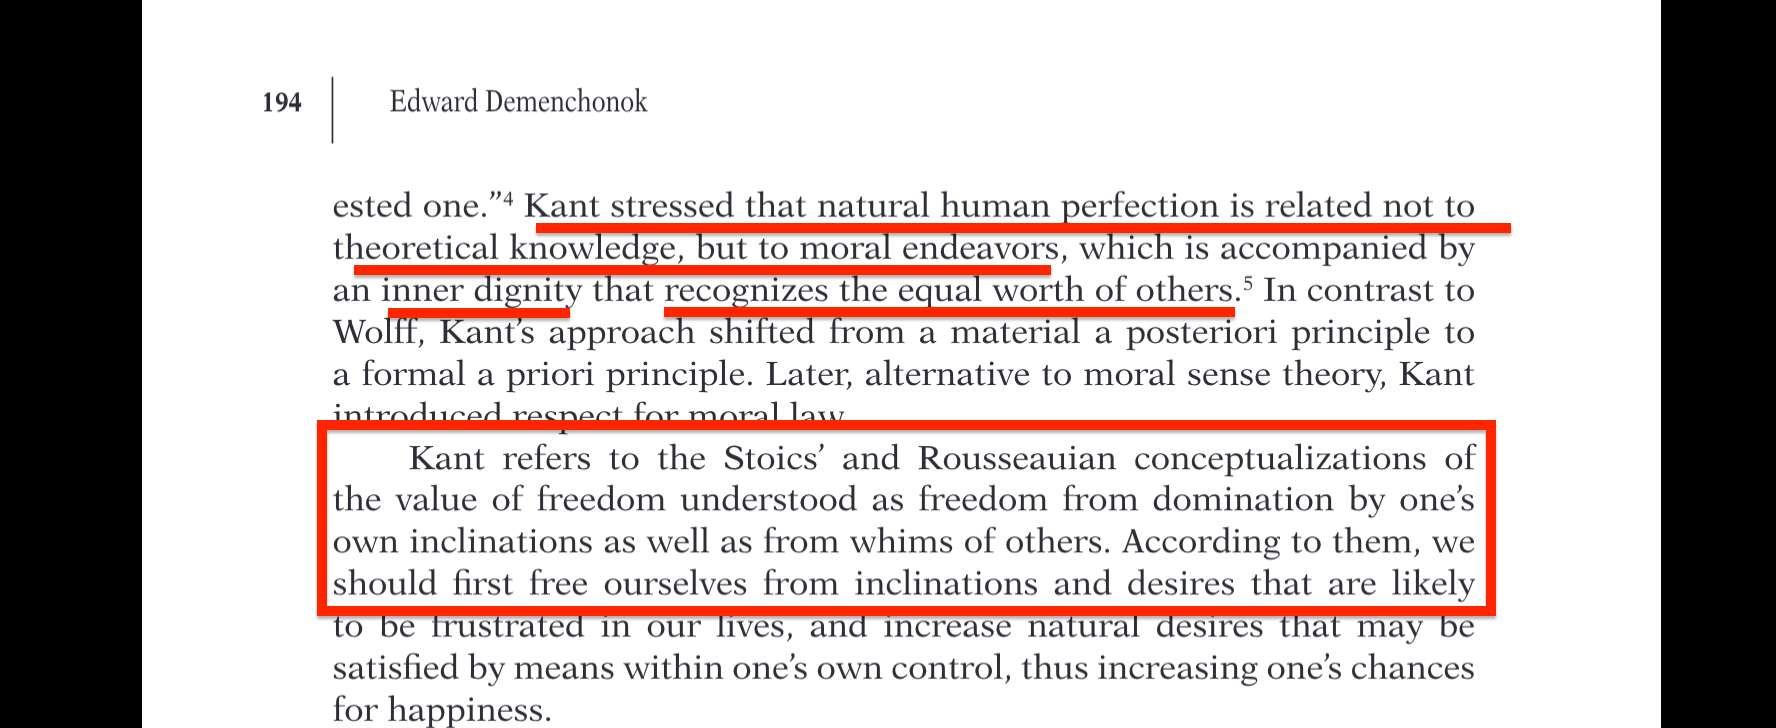 194 Edward Demenchonok
ested one.”⁴ Kant stressed that natural human perfection is related not to
theoretical knowledge, but to moral endeavors, which is accompanied by
an inner dignity that recognizes the equal worth of others.⁵ In contrast to
Wolff, Kant’s approach shifted from a material a posteriori principle to
a formal a priori principle. Later, alternative to moral sense theory, Kant
introduced respect for moral law.
Kant refers to the Stoics’ and Rousseauian conceptualizations of
the value of freedom understood as freedom from domination by one’s
own inclinations as well as from whims of others. According to them, we
should first free ourselves from inclinations and desires that are likely
to be frustrated in our lives, and increase natural desires that may be
satisfied by means within one’s own control, thus increasing one’s chances
for happiness.